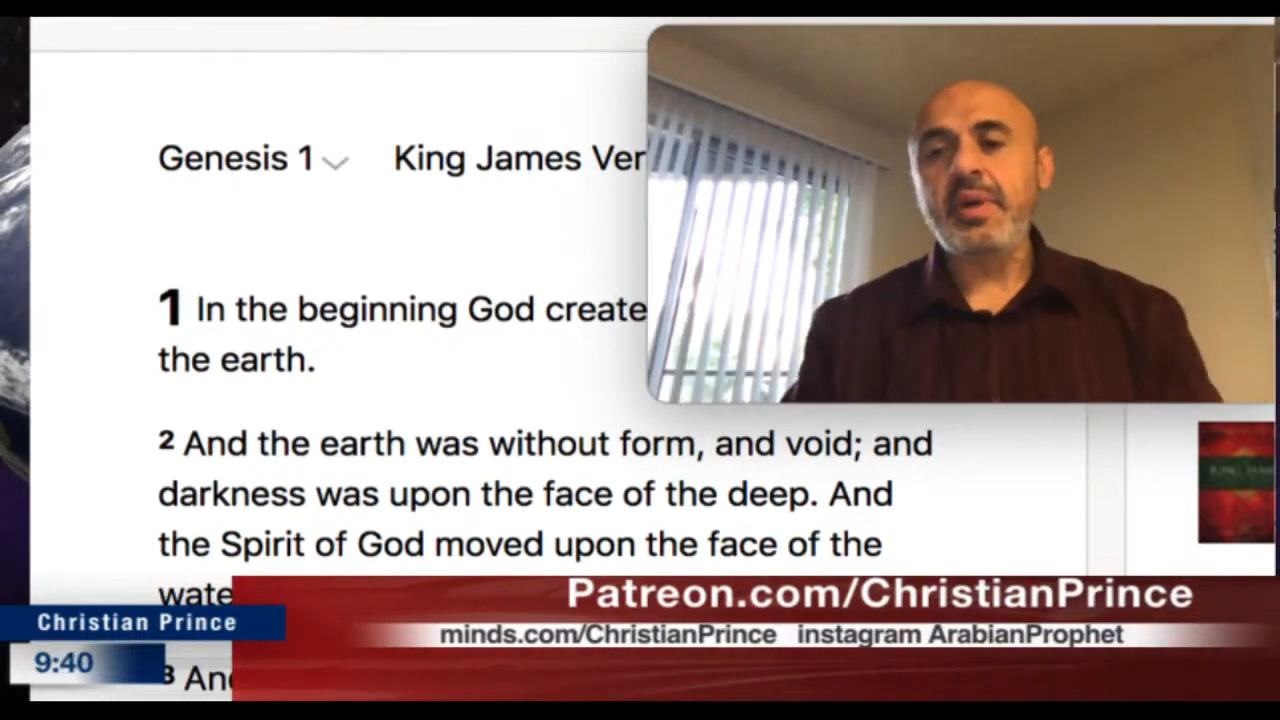 Genesis 1
King James Ver
1 In the beginning God create
the earth.
2 And the earth was without form, and void; and
darkness was upon the face of the deep. And
the Spirit of God moved upon the face of the
wate
Patreon.com/ChristianPrince
Christian Prince
minds.com/ChristianPrince instagram ArabianProphet
9:40
3 An